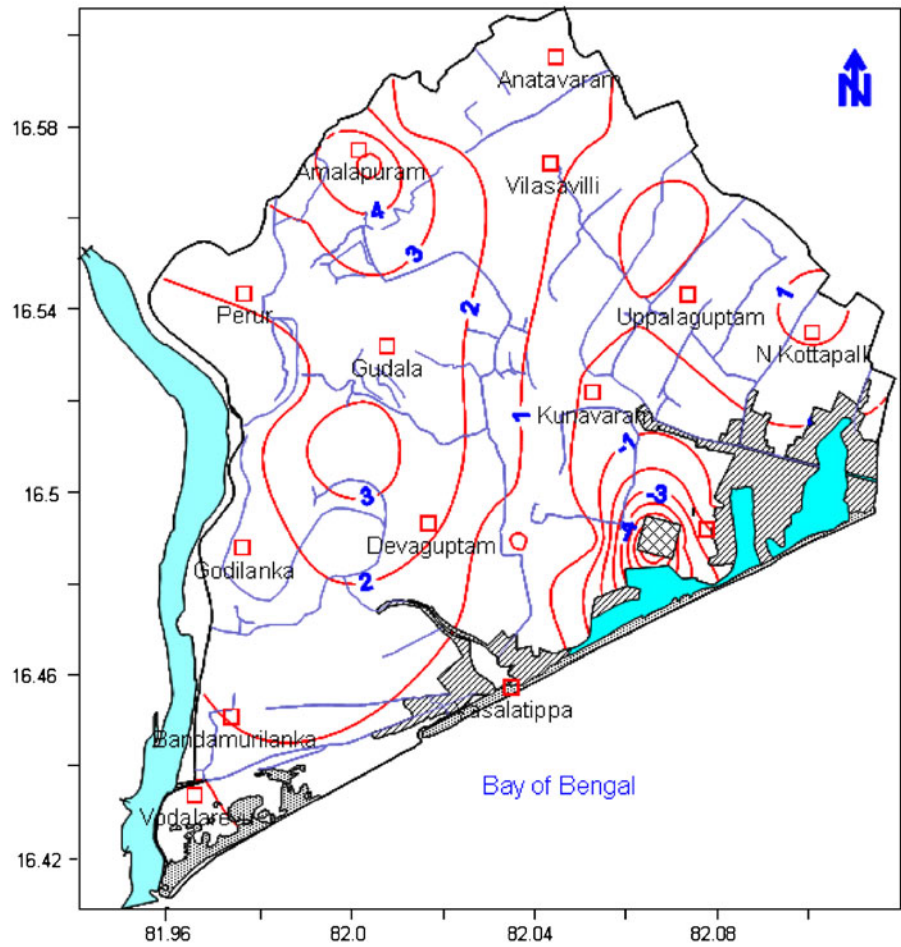 Anatavaram
N
16.58
Amalapuram
Vilasavilli
4
3
Perur
2
Uppalaguptam
1
16.54
N Kottapalli
Gudala
1
Kunavaram
-1
16.5
3
-3
Devaguptam
Godilanka
2
16.46
Bandamurilanka
Bay of Bengal
16.42
81.96
82.0
82.04
82.08